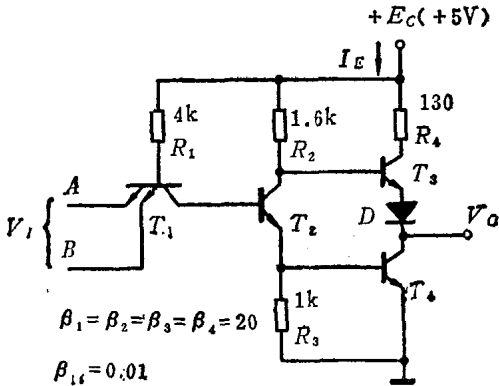 +E_C(+5V)
I_E
4k
R_1
1.6k
R_2
130
R_4
T_3
A
V_I
B
T_1
T_2
D
V_O
T_4
1k
R_3
β_1=β_2=β_3=β_4=20
β_16=0.01